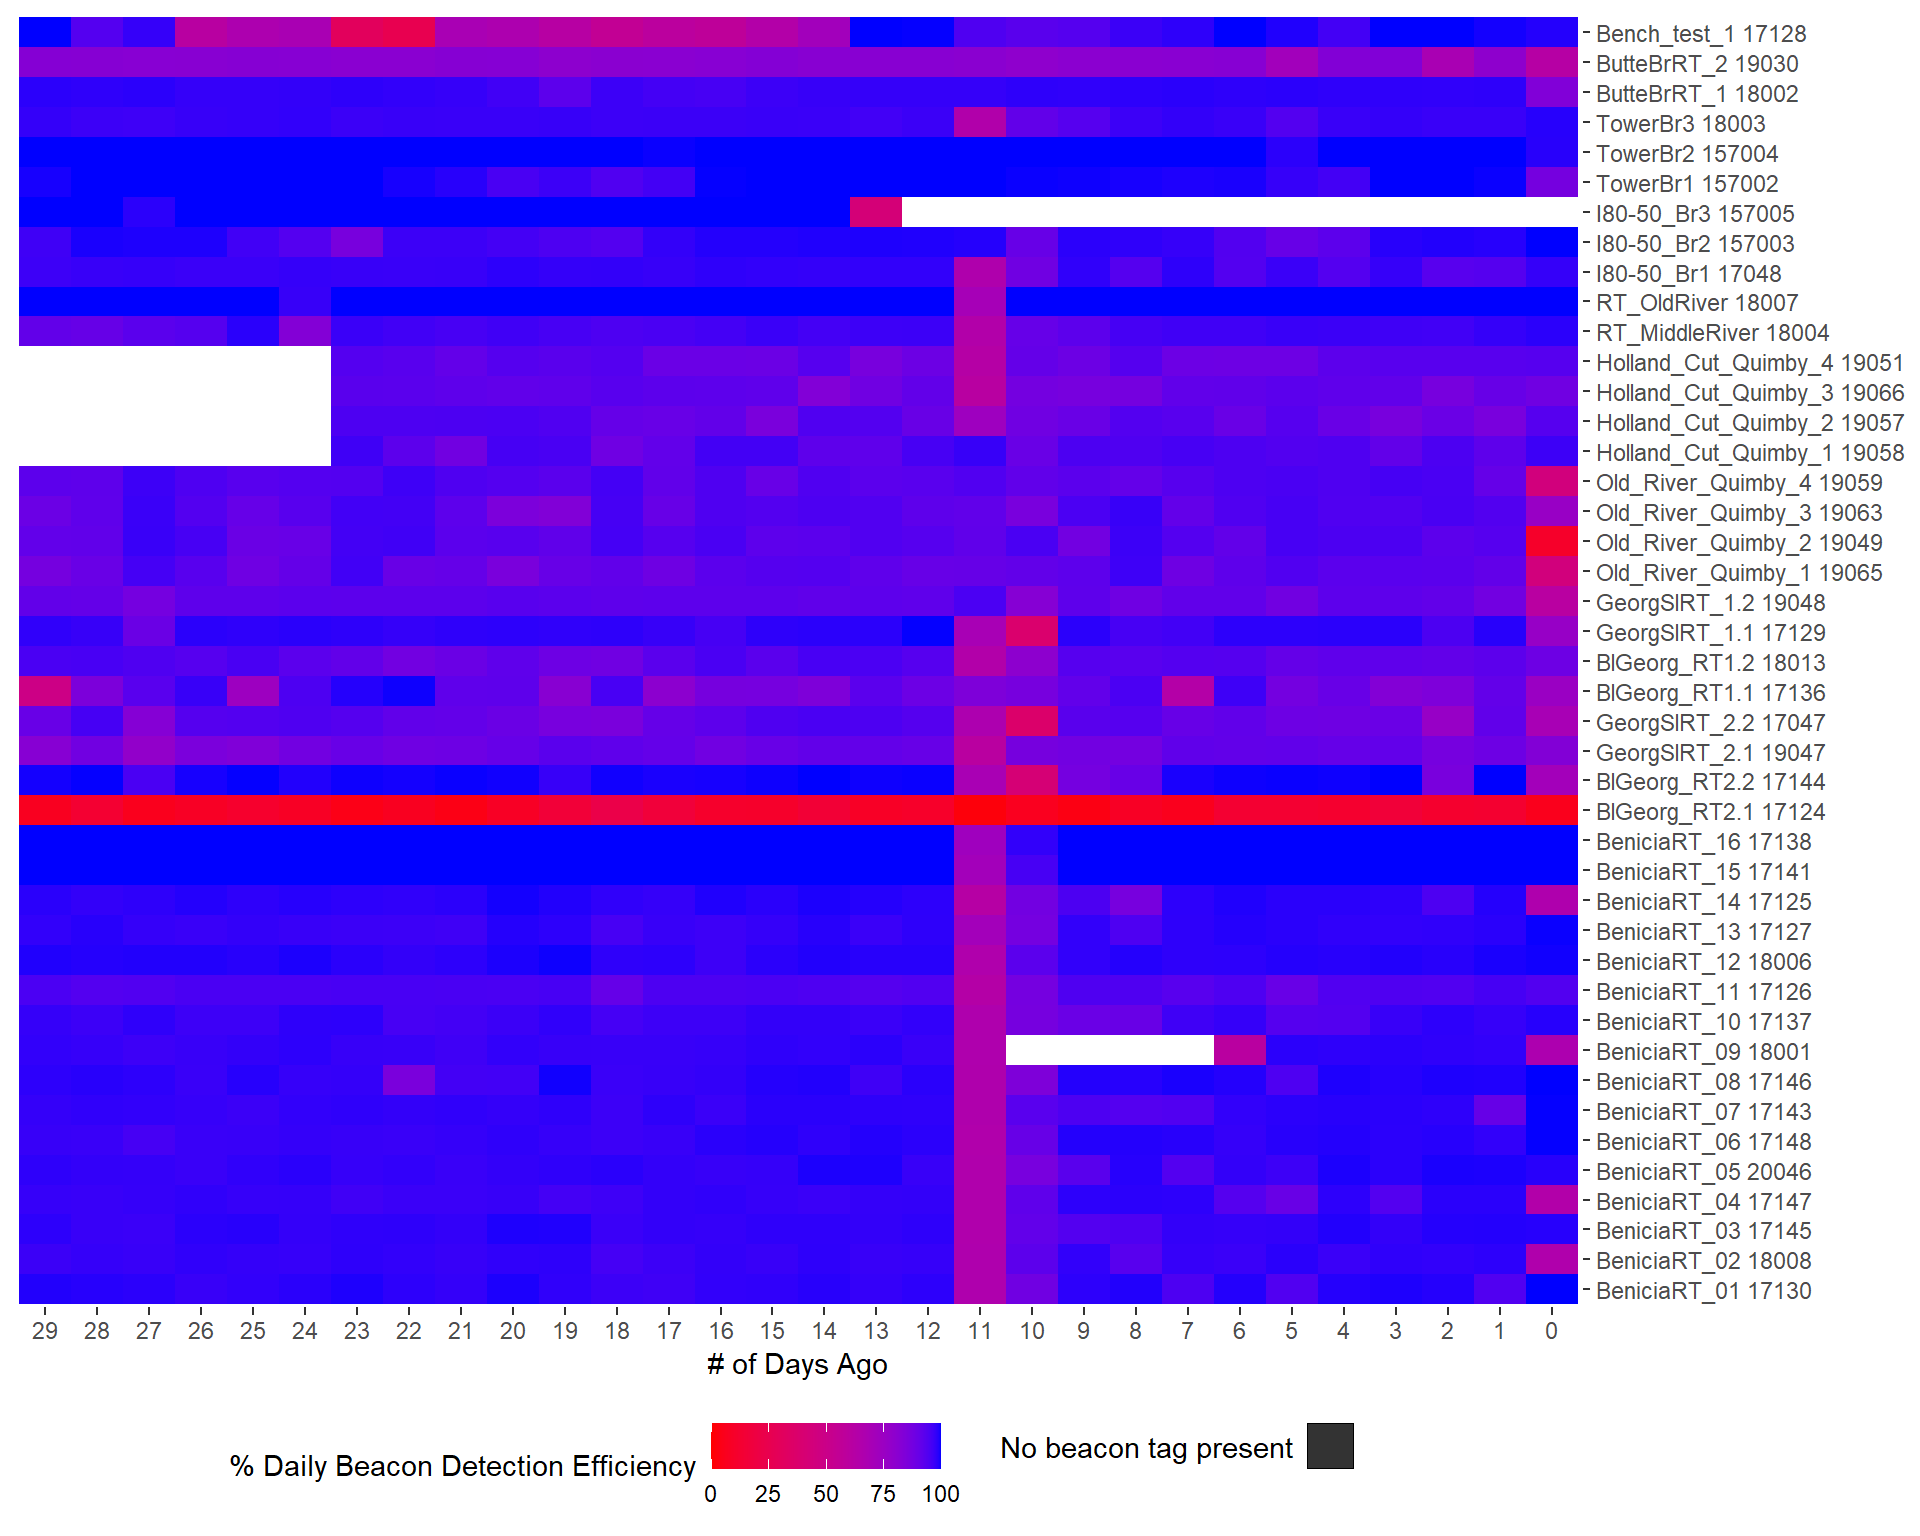 Bench_test_1 17128
ButteBrRT_2 19030
ButteBrRT_1 18002
TowerBr3 18003
TowerBr2 157004
TowerBr1 157002
I80-50_Br3 157005
I80-50_Br2 157003
I80-50_Br1 17048
RT_OldRiver 18007
RT_MiddleRiver 18004
Holland_Cut_Quimby_4 19051
Holland_Cut_Quimby_3 19066
Holland_Cut_Quimby_2 19057
Holland_Cut_Quimby_1 19058
Old_River_Quimby_4 19059
Old_River_Quimby_3 19063
Old_River_Quimby_2 19049
Old_River_Quimby_1 19065
GeorgSlRT_1.2 19048
GeorgSlRT_1.1 17129
BlGeorg_RT1.2 18013
BlGeorg_RT1.1 17136
GeorgSlRT_2.2 17047
GeorgSlRT_2.1 19047
BlGeorg_RT2.2 17144
BlGeorg_RT2.1 17124
BeniciaRT_16 17138
BeniciaRT_15 17141
BeniciaRT_14 17125
BeniciaRT_13 17127
BeniciaRT_12 18006
BeniciaRT_11 17126
BeniciaRT_10 17137
BeniciaRT_09 18001
BeniciaRT_08 17146
BeniciaRT_07 17143
BeniciaRT_06 17148
BeniciaRT_05 20046
BeniciaRT_04 17147
BeniciaRT_03 17145
BeniciaRT_02 18008
BeniciaRT_01 17130
29 28 27 26 25 24 23 22 21 20 19 18 17 16 15 14 13 12 11 10 9 8 7 6 5 4 3 2 1 0
# of Days Ago
% Daily Beacon Detection Efficiency
0 25 50 75 100
No beacon tag present